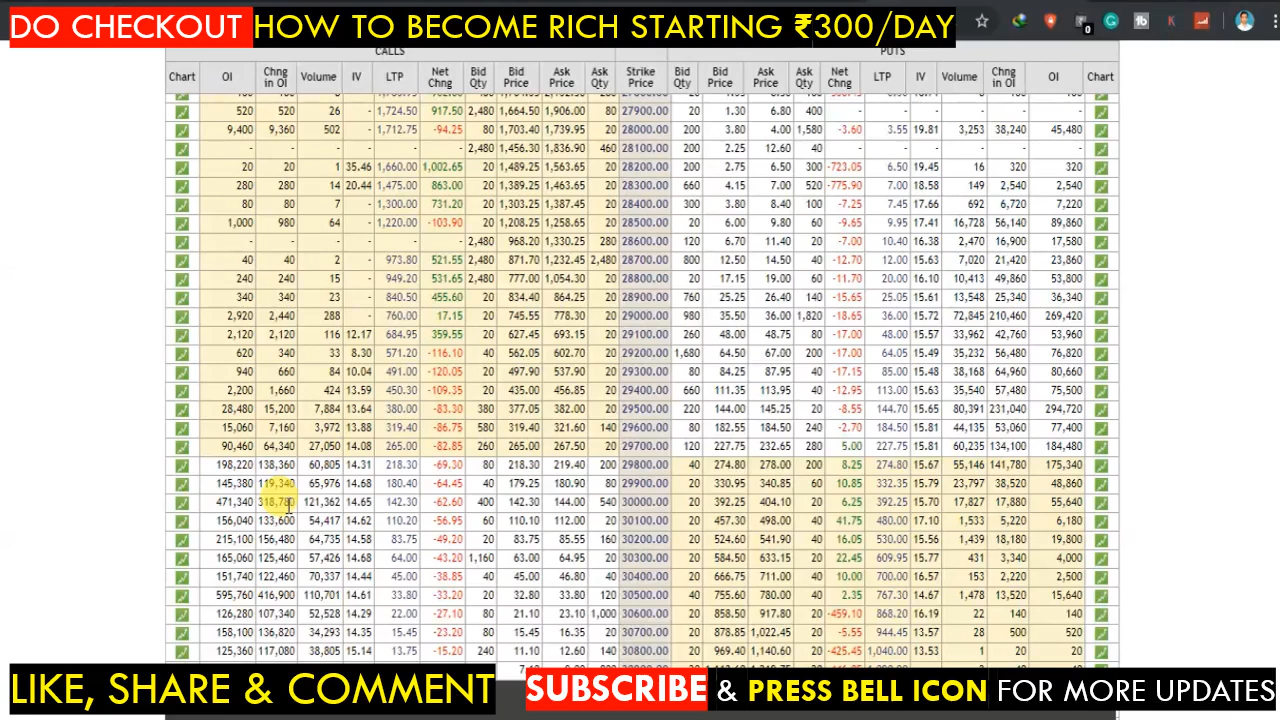 DO CHECKOUT HOW TO BECOME RICH STARTING ₹300/DAY
CALLS PUTS
Chart OI Chng in OI Volume IV LTP Net Chng Bid Qty Bid Price Ask Price Ask Qty Strike Price Bid Qty Bid Price Ask Price Ask Qty Net Chng LTP IV Volume Chng in OI OI Chart
520 520 26 - 1,724.50 917.50 2,480 1,664.50 1,906.00 80 27900.00 200 1.30 6.80 400 - - - - - -
9,400 9,360 502 - 1,712.75 -94.25 80 1,703.40 1,739.95 20 28000.00 200 3.80 4.00 1,580 -3.60 3.55 19.81 3,253 38,240 45,480
- - - - - - 2,480 1,456.30 1,836.90 460 28100.00 200 2.25 12.60 40 - - - - - -
20 20 1 35.46 1,660.00 1,002.65 20 1,489.25 1,563.65 20 28200.00 200 2.75 6.50 300 -723.05 6.50 19.45 16 320 320
280 280 14 20.44 1,475.00 863.00 20 1,389.25 1,463.65 20 28300.00 660 4.15 7.00 520 -775.90 7.00 18.58 149 2,540 2,540
80 80 7 - 1,300.00 731.20 20 1,303.25 1,387.45 20 28400.00 300 3.80 8.40 100 -7.25 7.45 17.66 692 6,720 7,220
1,000 980 64 - 1,220.00 -103.90 20 1,208.25 1,258.65 20 28500.00 20 6.00 9.80 60 -9.65 9.95 17.41 16,728 56,140 89,860
- - - - - - 2,480 968.20 1,330.25 280 28600.00 120 6.70 11.40 20 -7.00 10.40 16.38 2,470 16,900 17,580
40 40 2 - 973.80 521.55 2,480 871.70 1,232.45 2,480 28700.00 800 12.50 14.50 40 -12.70 12.00 15.63 7,020 21,420 23,860
240 240 15 - 949.20 531.65 2,480 777.00 1,054.30 20 28800.00 20 17.15 19.00 60 -11.70 20.00 16.10 10,413 49,860 53,800
340 340 23 - 840.50 455.60 20 834.40 864.25 20 28900.00 760 25.25 26.40 140 -15.65 25.05 15.61 13,548 25,340 36,340
2,920 2,440 288 - 760.00 17.15 20 745.55 778.30 20 29000.00 980 35.50 36.00 1,820 -18.65 36.00 15.72 72,845 210,460 269,420
2,120 2,120 116 12.17 684.95 359.55 20 627.45 693.15 20 29100.00 260 48.00 48.75 80 -17.00 48.00 15.57 33,962 42,760 53,960
620 340 33 8.30 571.20 -116.10 40 562.05 602.70 20 29200.00 1,680 64.50 67.00 200 -17.00 64.05 15.49 35,232 56,480 76,820
940 660 84 10.04 491.00 -120.05 20 497.90 537.90 20 29300.00 80 84.25 87.95 40 -17.15 85.00 15.48 38,168 64,960 80,660
2,200 1,660 424 13.59 450.30 -109.35 20 435.00 456.85 20 29400.00 660 111.35 113.95 20 -12.95 113.00 15.63 35,540 57,480 75,500
28,480 15,200 7,884 13.64 380.00 -83.30 380 377.05 382.00 20 29500.00 220 144.00 145.25 20 -8.55 144.70 15.65 80,391 231,040 294,720
15,060 7,160 3,972 13.88 319.40 -86.75 580 319.40 321.60 140 29600.00 80 182.55 184.50 240 -2.70 184.50 15.81 44,135 53,060 77,400
90,460 64,340 27,050 14.08 265.00 -82.85 260 265.00 267.50 20 29700.00 120 227.75 232.65 280 5.00 227.75 15.81 60,235 134,100 184,480
198,220 138,360 60,805 14.31 218.30 -69.30 80 218.30 219.40 200 29800.00 40 274.80 278.00 200 8.25 274.80 15.67 55,146 141,780 175,340
145,380 119,340 65,976 14.68 180.40 -64.45 40 179.25 180.90 80 29900.00 20 330.95 340.85 60 10.85 332.35 15.79 23,731 38,520 48,860
471,340 318,780 121,362 14.65 142.30 -62.60 400 142.30 144.00 540 30000.00 20 392.25 404.10 20 6.25 392.25 15.70 17,827 17,880 55,640
156,040 133,600 54,417 14.62 110.20 -56.95 60 110.10 112.00 20 30100.00 20 457.30 498.00 20 41.75 480.00 17.10 1,533 5,220 6,180
215,100 156,480 64,735 14.58 83.75 -49.20 60 83.75 85.55 160 30200.00 20 524.60 541.90 40 16.05 530.00 15.56 1,439 18,180 19,800
165,060 125,460 57,426 14.58 64.00 -43.20 1,160 63.00 64.95 20 30300.00 20 584.50 633.15 20 22.45 609.95 15.77 431 3,340 4,000
151,740 122,460 70,337 14.44 45.00 -38.85 40 45.00 46.80 40 30400.00 20 666.75 711.00 40 10.00 700.00 16.57 153 2,220 2,500
595,760 416,900 110,701 14.61 33.80 -33.20 40 32.80 33.80 120 30500.00 40 755.60 780.00 40 2.35 767.30 14.67 1,278 13,520 15,640
126,280 107,340 52,528 14.29 22.00 -27.10 80 21.10 23.10 1,000 30600.00 20 858.50 917.80 20 -459.10 868.20 16.19 22 140 140
158,100 136,820 34,293 14.35 15.45 -23.20 80 15.45 16.35 20 30700.00 20 878.85 1,022.45 20 -5.55 944.45 13.57 28 500 520
125,360 117,080 38,805 15.14 13.75 -15.20 240 11.10 12.60 140 30800.00 20 969.40 1,140.60 20 -425.45 1,040.00 13.53 1 20 20
LIKE, SHARE & COMMENT SUBSCRIBE & PRESS BELL ICON FOR MORE UPDATES